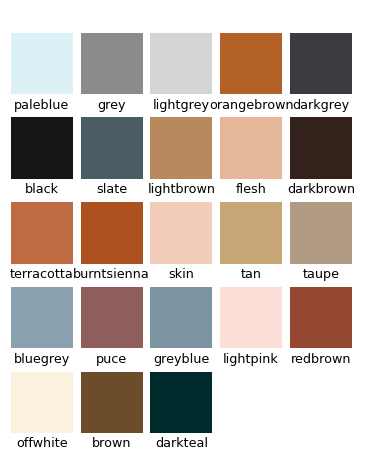 paleblue grey lightgrey orangebrown darkgrey
black slate lightbrown flesh darkbrown
terracotta burntsienna skin tan taupe
bluegrey puce greyblue lightpink redbrown
offwhite brown darkteal